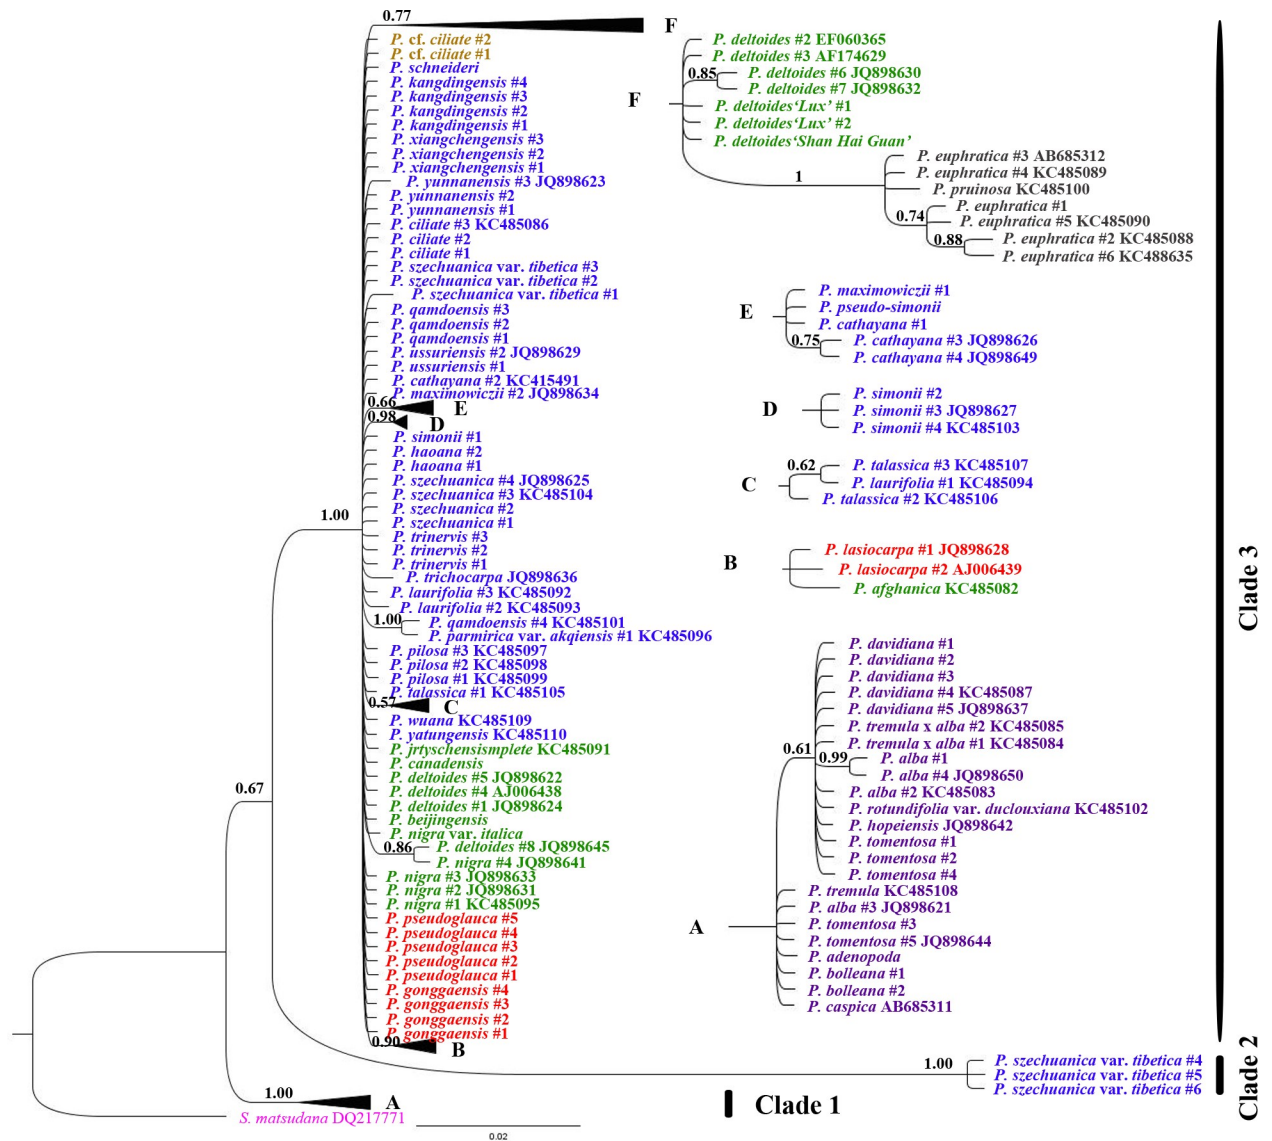 0.77
F
P. cf. ciliate #2
P. cf. ciliate #1
P. schneideri
P. kangdingensis #4
P. kangdingensis #3
P. kangdingensis #2
P. kangdingensis #1
P. xiangchengensis #3
P. xiangchengensis #2
P. xiangchengensis #1
P. yunnanensis #3 JQ898623
P. yunnanensis #2
P. yunnanensis #1
P. ciliate #3 KC485086
P. ciliate #2
P. ciliate #1
P. szechuanica var. tibetica #3
P. szechuanica var. tibetica #2
P. szechuanica var. tibetica #1
P. qamdoensis #3
P. qamdoensis #2
P. qamdoensis #1
P. ussuriensis #2 JQ898629
P. ussuriensis #1
P. cathayana #2 KC415491
P. maximowiczii #2 JQ898634
0.66
E
0.98
D
P. simonii #1
P. haoana #2
P. haoana #1
P. szechuanica #4 JQ898625
P. szechuanica #3 KC485104
P. szechuanica #2
P. szechuanica #1
1.00
P. trinervis #3
P. trinervis #2
P. trinervis #1
P. trichocarpa JQ898636
P. laurifolia #3 KC485092
P. laurifolia #2 KC485093
1.00
P. qamdoensis #4 KC485101
P. parmirica var. akqiensis #1 KC485096
P. pilosa #3 KC485097
P. pilosa #2 KC485098
P. pilosa #1 KC485099
P. talassica #1 KC485105
0.57
C
P. wuana KC485109
P. yatungensis KC485110
P. jrtyschensismplete KC485091
P. canadensis
P. deltoides #5 JQ898622
P. deltoides #4 AJ006438
P. deltoides #1 JQ898624
P. beijingensis
P. nigra var. italica
0.86
P. deltoides #8 JQ898645
P. nigra #4 JQ898641
P. nigra #3 JQ898633
P. nigra #2 JQ898631
P. nigra #1 KC485095
P. pseudoglauca #5
P. pseudoglauca #4
P. pseudoglauca #3
P. pseudoglauca #2
P. pseudoglauca #1
P. gonggaensis #4
P. gonggaensis #3
P. gonggaensis #2
P. gonggaensis #1
0.90
B
0.67
1.00
A
S. matsudana DQ217771
0.02
F
P. deltoides #2 EF060365
P. deltoides #3 AF174629
0.85
P. deltoides #6 JQ898630
P. deltoides #7 JQ898632
P. deltoides‘Lux’ #1
P. deltoides‘Lux’ #2
P. deltoides‘Shan Hai Guan’
1
P. euphratica #3 AB685312
P. euphratica #4 KC485089
P. pruinosa KC485100
0.74
P. euphratica #1
P. euphratica #5 KC485090
0.88
P. euphratica #2 KC485088
P. euphratica #6 KC488635
E
P. maximowiczii #1
P. pseudo-simonii
P. cathayana #1
0.75
P. cathayana #3 JQ898626
P. cathayana #4 JQ898649
D
P. simonii #2
P. simonii #3 JQ898627
P. simonii #4 KC485103
C
0.62
P. talassica #3 KC485107
P. laurifolia #1 KC485094
P. talassica #2 KC485106
B
P. lasiocarpa #1 JQ898628
P. lasiocarpa #2 AJ006439
P. afghanica KC485082
A
0.61
P. davidiana #1
P. davidiana #2
P. davidiana #3
P. davidiana #4 KC485087
P. davidiana #5 JQ898637
P. tremula x alba #2 KC485085
P. tremula x alba #1 KC485084
0.99
P. alba #1
P. alba #4 JQ898650
P. alba #2 KC485083
P. rotundifolia var. duclouxiana KC485102
P. hopeiensis JQ898642
P. tomentosa #1
P. tomentosa #2
P. tomentosa #4
P. tremula KC485108
P. alba #3 JQ898621
P. tomentosa #3
P. tomentosa #5 JQ898644
P. adenopoda
P. bolleana #1
P. bolleana #2
P. caspica AB685311
1.00
P. szechuanica var. tibetica #4
P. szechuanica var. tibetica #5
P. szechuanica var. tibetica #6
Clade 1
Clade 2
Clade 3